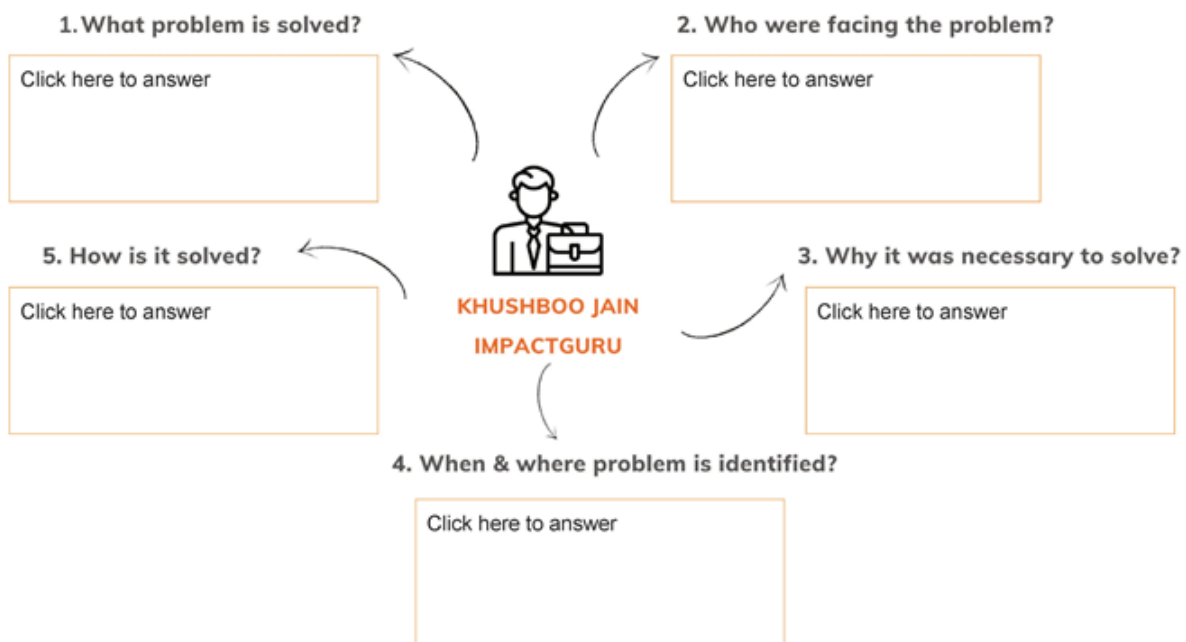 1. What problem is solved?
Click here to answer
2. Who were facing the problem?
Click here to answer
KHUSHBOO JAIN
IMPACTGURU
3. Why it was necessary to solve?
Click here to answer
4. When & where problem is identified?
Click here to answer
5. How is it solved?
Click here to answer